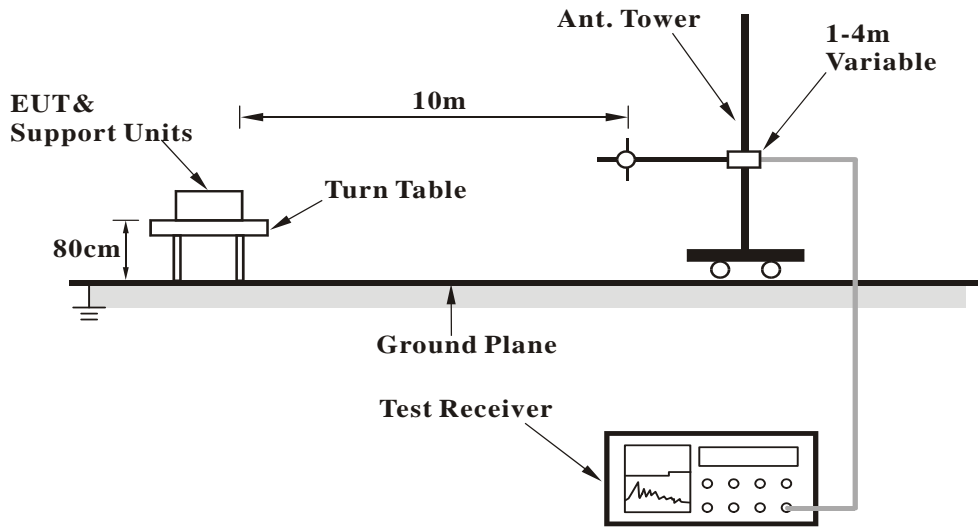 Ant. Tower
1-4m
Variable
EUT&
Support Units
10m
Turn Table
80cm
Ground Plane
Test Receiver